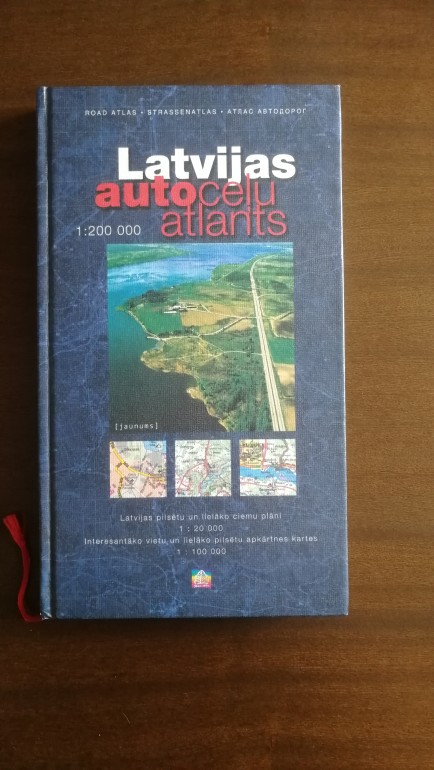 ROAD ATLAS • STRASSENATLAS • АТЛАС АВТОДОРОГ
Latvijas
autoceļu
atlants
1:200 000
[jaunums]
Latvijas pilsētu un lielāko ciemu plāni
1 : 20 000
Interesantāko vietu un lielāko pilsētu apkārtnes kartes
1 : 100 000